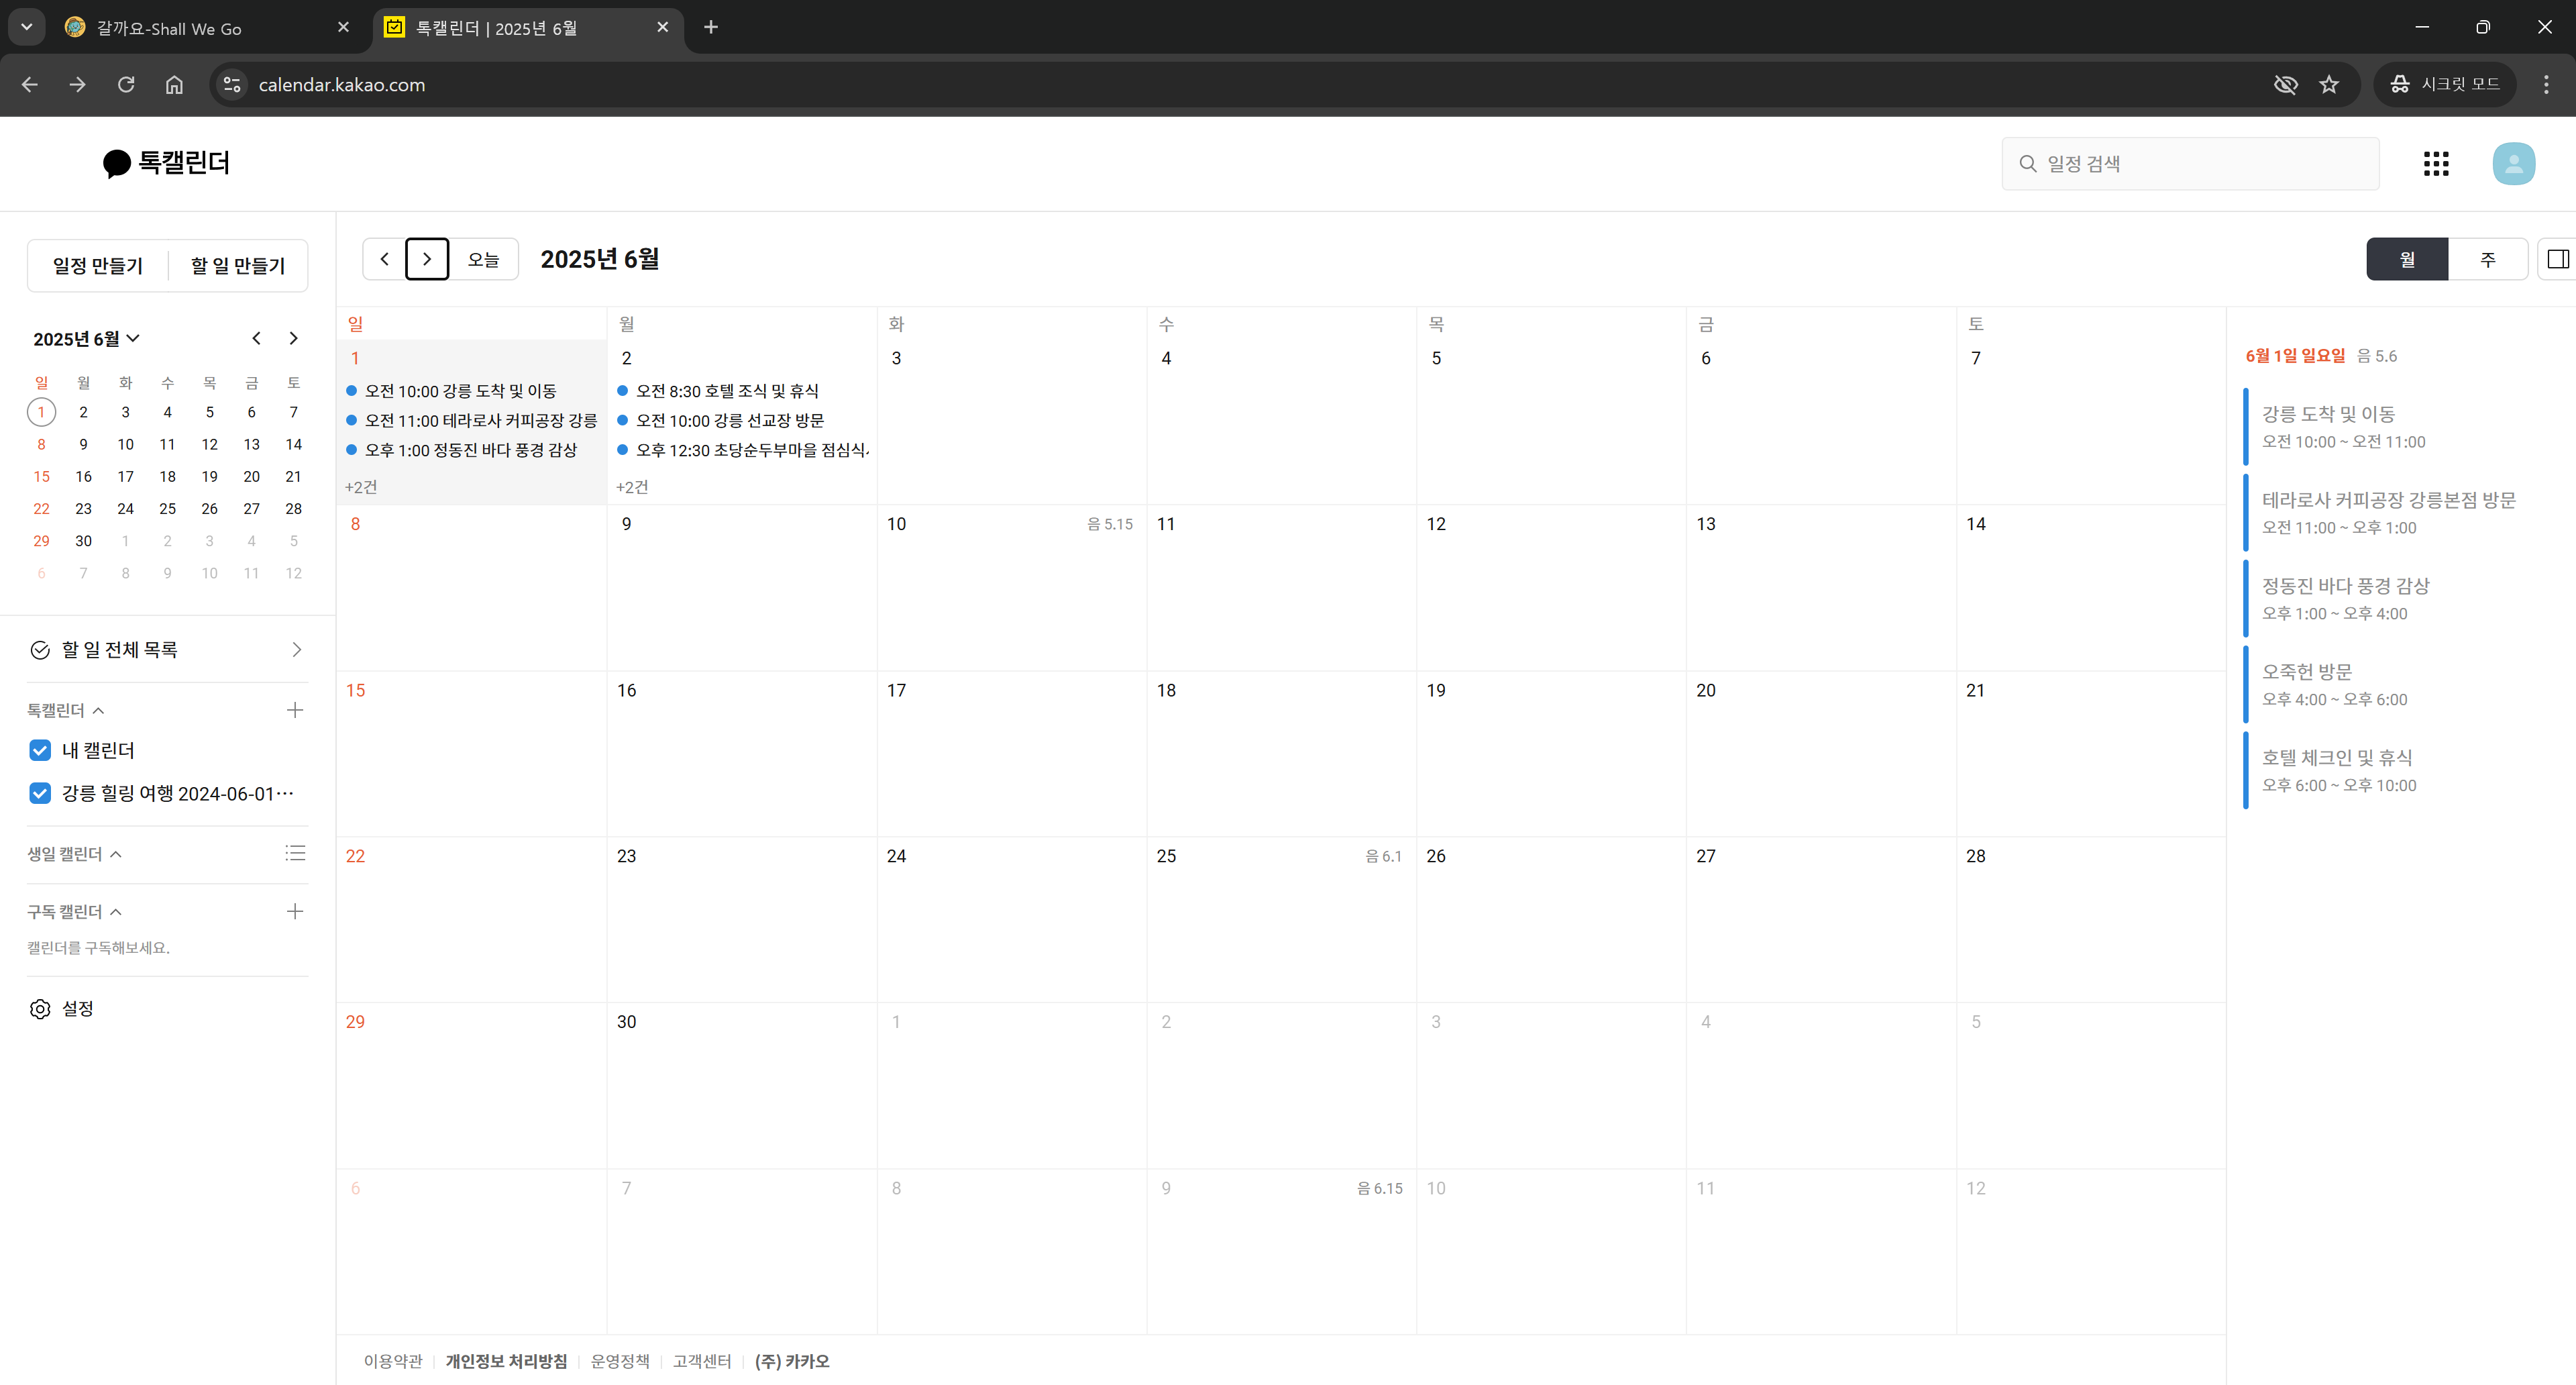 갈까요-Shall We Go
톡캘린더 | 2025년 6월
calendar.kakao.com
시크릿 모드
톡캘린더
일정 검색
일정 만들기
할 일 만들기
2025년 6월
일 월 화 수 목 금 토
1 2 3 4 5 6 7
8 9 10 11 12 13 14
15 16 17 18 19 20 21
22 23 24 25 26 27 28
29 30 1 2 3 4 5
6 7 8 9 10 11 12
할 일 전체 목록
톡캘린더
내 캘린더
강릉 힐링 여행 2024-06-01⋯
생일 캘린더
구독 캘린더
캘린더를 구독해보세요.
설정
오늘
2025년 6월
월
주
일 월 화 수 목 금 토
1 2 3 4 5 6 7
오전 10:00 강릉 도착 및 이동
오전 11:00 테라로사 커피공장 강릉
오후 1:00 정동진 바다 풍경 감상
+2건
오전 8:30 호텔 조식 및 휴식
오전 10:00 강릉 선교장 방문
오후 12:30 초당순두부마을 점심식
+2건
8 9 10 음 5.15 11 12 13 14
15 16 17 18 19 20 21
22 23 24 25 음 6.1 26 27 28
29 30 1 2 3 4 5
6 7 8 9 음 6.15 10 11 12
6월 1일 일요일 음 5.6
강릉 도착 및 이동
오전 10:00 ~ 오전 11:00
테라로사 커피공장 강릉본점 방문
오전 11:00 ~ 오후 1:00
정동진 바다 풍경 감상
오후 1:00 ~ 오후 4:00
오죽헌 방문
오후 4:00 ~ 오후 6:00
호텔 체크인 및 휴식
오후 6:00 ~ 오후 10:00
이용약관 | 개인정보 처리방침 | 운영정책 | 고객센터 | (주) 카카오